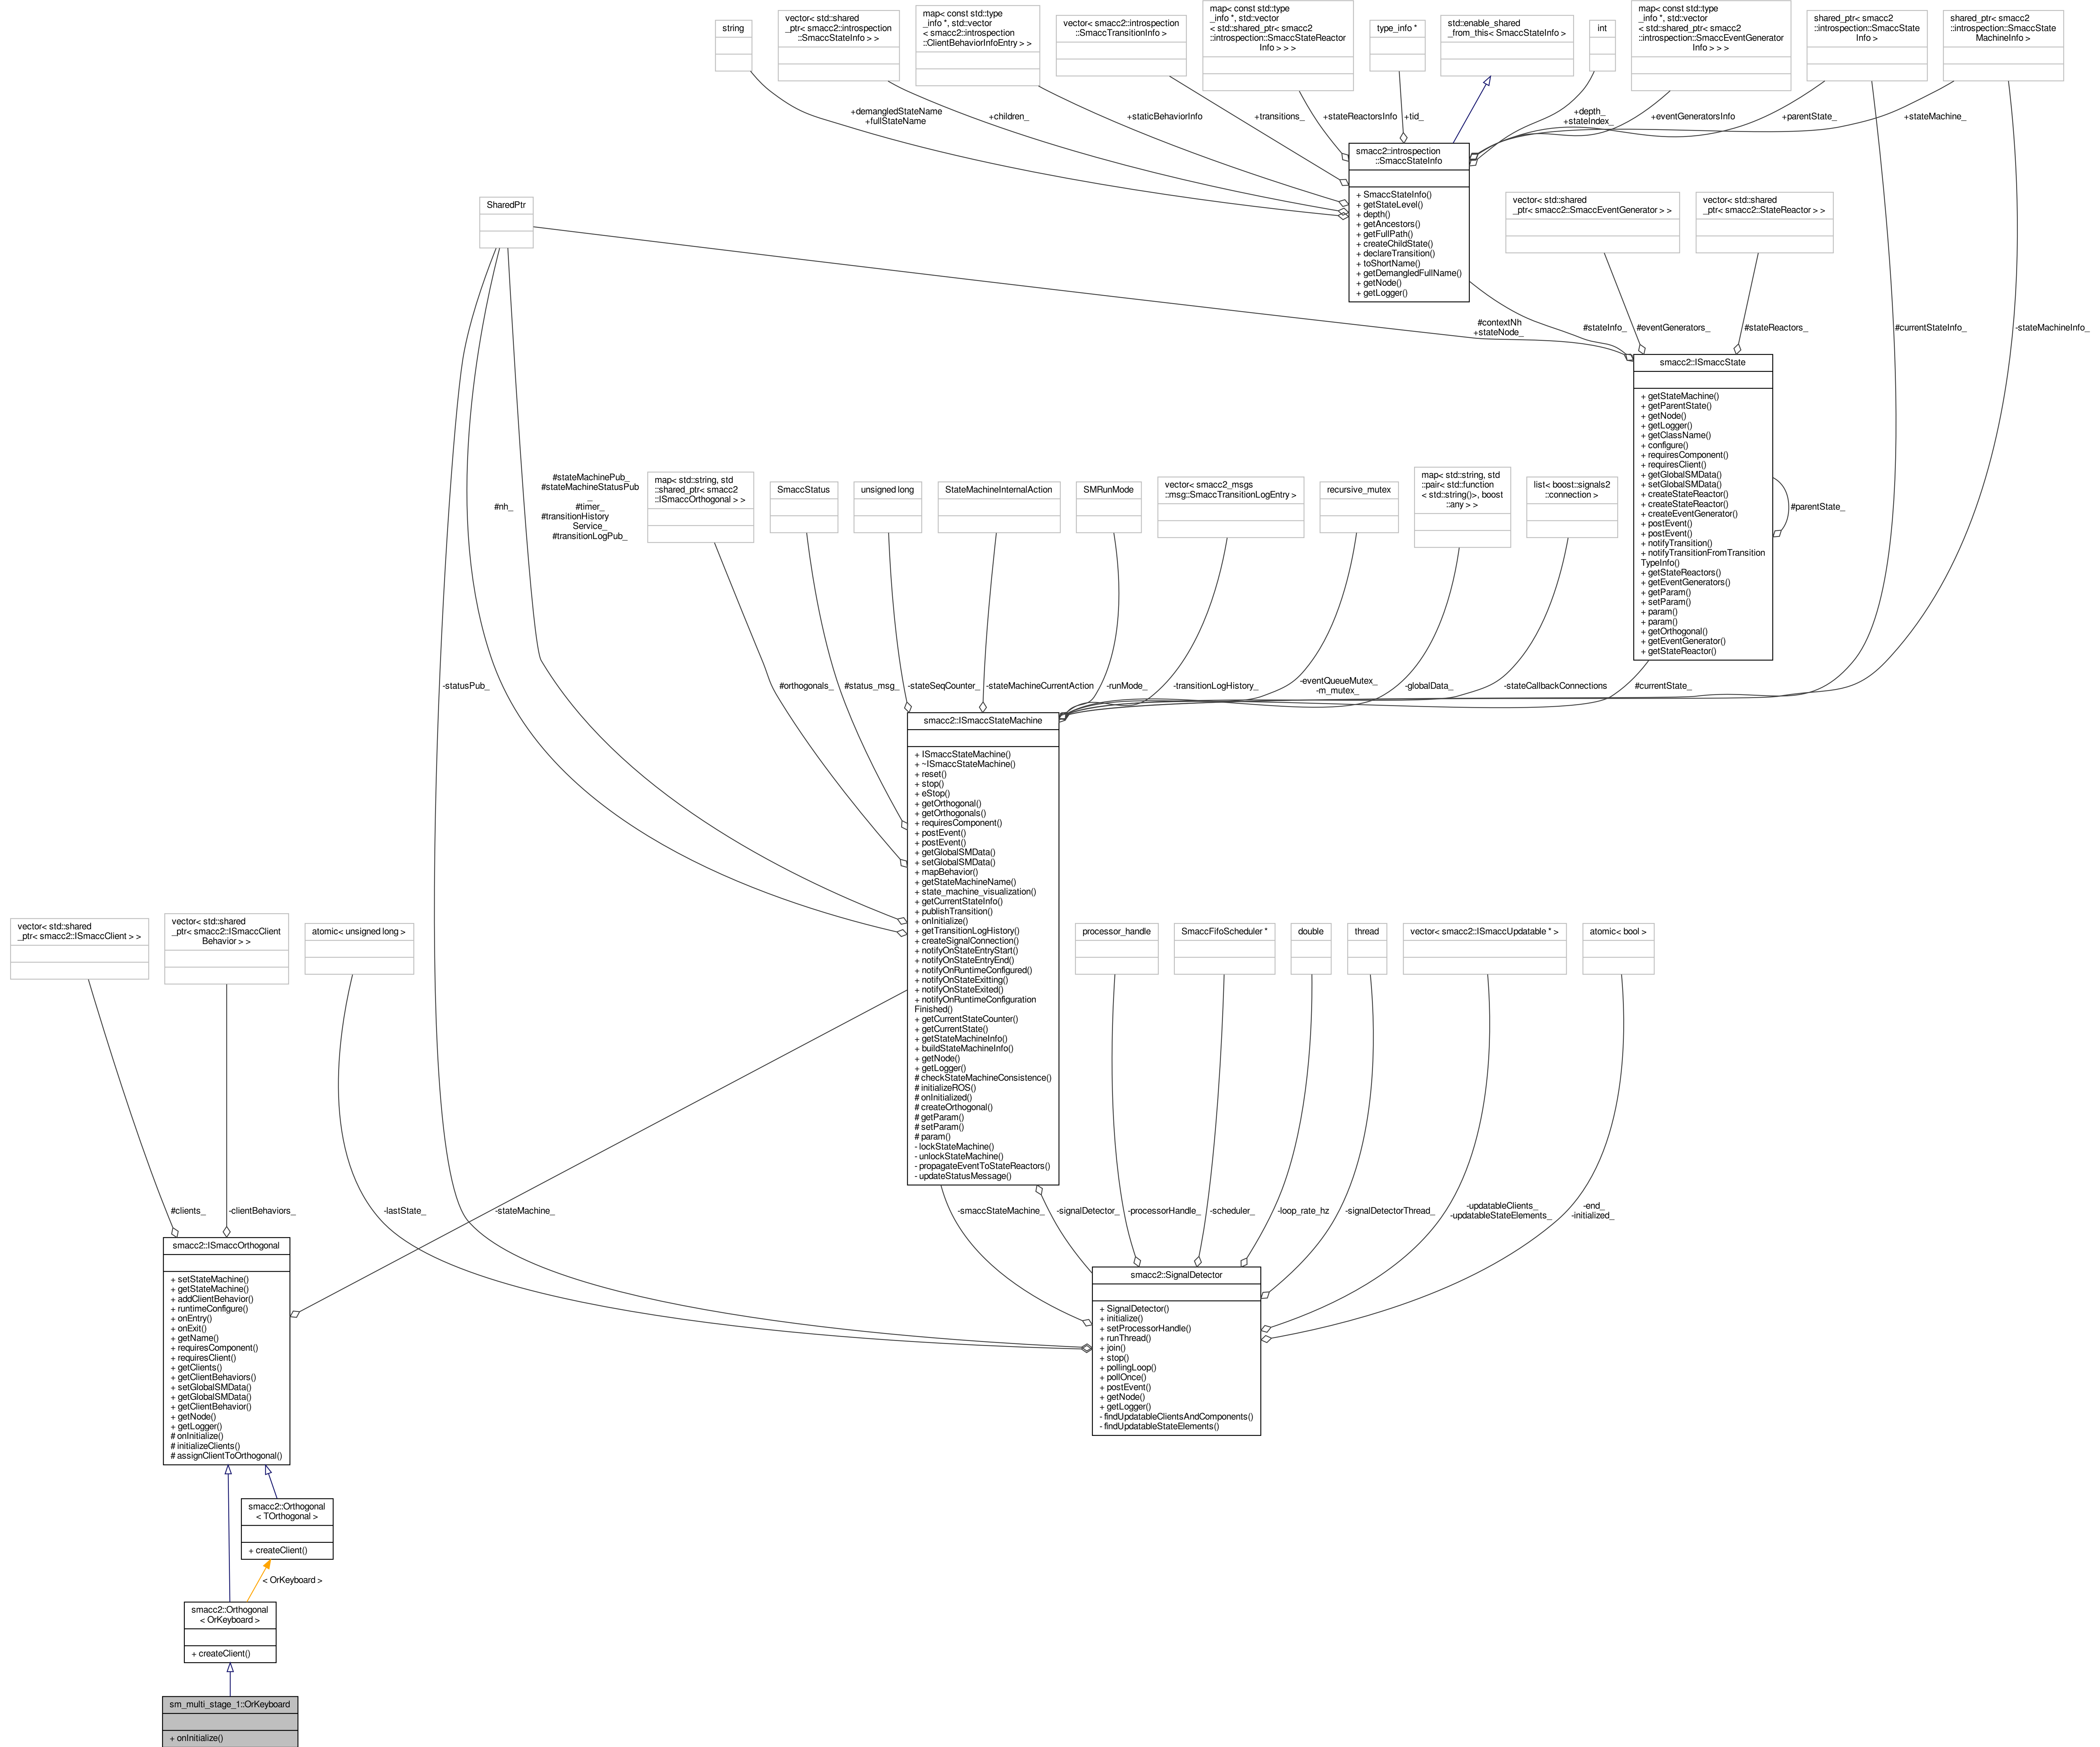 string
vector< std::shared
_ptr< smacc2::introspection
::SmaccStateInfo > >
map< const std::type
_info *, std::vector
< smacc2::introspection
::ClientBehaviorInfoEntry > >
vector< smacc2::introspection
::SmaccTransitionInfo >
map< const std::type
_info *, std::vector
< std::shared_ptr< smacc2
::introspection::SmaccStateReactor
Info > > >
type_info *
std::enable_shared
_from_this< SmaccStateInfo >
int
map< const std::type
_info *, std::vector
< std::shared_ptr< smacc2
::introspection::SmaccEventGenerator
Info > > >
shared_ptr< smacc2
::introspection::SmaccState
Info >
shared_ptr< smacc2
::introspection::SmaccState
MachineInfo >
+demangledStateName
+fullStateName
+children_
+staticBehaviorInfo
+transitions_
+stateReactorsInfo
+tid_
+depth_
+stateIndex_
+eventGeneratorsInfo
+parentState_
+stateMachine_
smacc2::introspection
::SmaccStateInfo
+ SmaccStateInfo()
+ getStateLevel()
+ depth()
+ getAncestors()
+ getFullPath()
+ createChildState()
+ declareTransition()
+ toShortName()
+ getDemangledFullName()
+ getNode()
+ getLogger()
SharedPtr
vector< std::shared
_ptr< smacc2::SmaccEventGenerator > >
vector< std::shared
_ptr< smacc2::StateReactor > >
#contextNh
+stateNode_
#stateInfo_
#eventGenerators_
#stateReactors_
#currentStateInfo_
-stateMachineInfo_
smacc2::ISmaccState
+ getStateMachine()
+ getParentState()
+ getNode()
+ getLogger()
+ getClassName()
+ configure()
+ requiresComponent()
+ requiresClient()
+ getGlobalSMData()
+ setGlobalSMData()
+ createStateReactor()
+ createStateReactor()
+ createEventGenerator()
+ postEvent()
+ postEvent()
+ notifyTransition()
+ notifyTransitionFromTransition
TypeInfo()
+ getStateReactors()
+ getEventGenerators()
+ getParam()
+ setParam()
+ param()
+ param()
+ getOrthogonal()
+ getEventGenerator()
+ getStateReactor()
#parentState_
#nh_
#stateMachinePub_
#stateMachineStatusPub
_
#timer_
#transitionHistory
Service_
#transitionLogPub_
map< std::string, std
::shared_ptr< smacc2
::ISmaccOrthogonal > >
SmaccStatus
unsigned long
StateMachineInternalAction
SMRunMode
vector< smacc2_msgs
::msg::SmaccTransitionLogEntry >
recursive_mutex
map< std::string, std
::pair< std::function
< std::string()>, boost
::any > >
list< boost::signals2
::connection >
-statusPub_
#orthogonals_
#status_msg_
-stateSeqCounter_
-stateMachineCurrentAction
-runMode_
-transitionLogHistory_
-eventQueueMutex_
-m_mutex_
-globalData_
-stateCallbackConnections
#currentState_
smacc2::ISmaccStateMachine
+ ISmaccStateMachine()
+ ~ISmaccStateMachine()
+ reset()
+ stop()
+ eStop()
+ getOrthogonal()
+ getOrthogonals()
+ requiresComponent()
+ postEvent()
+ postEvent()
+ getGlobalSMData()
+ setGlobalSMData()
+ mapBehavior()
+ getStateMachineName()
+ state_machine_visualization()
+ getCurrentStateInfo()
+ publishTransition()
+ onInitialize()
+ getTransitionLogHistory()
+ createSignalConnection()
+ notifyOnStateEntryStart()
+ notifyOnStateEntryEnd()
+ notifyOnRuntimeConfigured()
+ notifyOnStateExitting()
+ notifyOnStateExited()
+ notifyOnRuntimeConfiguration
Finished()
+ getCurrentStateCounter()
+ getCurrentState()
+ getStateMachineInfo()
+ buildStateMachineInfo()
+ getNode()
+ getLogger()
# checkStateMachineConsistence()
# initializeROS()
# onInitialized()
# createOrthogonal()
# getParam()
# setParam()
# param()
- lockStateMachine()
- unlockStateMachine()
- propagateEventToStateReactors()
- updateStatusMessage()
vector< std::shared
_ptr< smacc2::ISmaccClient > >
vector< std::shared
_ptr< smacc2::ISmaccClient
Behavior > >
atomic< unsigned long >
processor_handle
SmaccFifoScheduler *
double
thread
vector< smacc2::ISmaccUpdatable * >
atomic< bool >
#clients_
-clientBehaviors_
-lastState_
-stateMachine_
-smaccStateMachine_
-signalDetector_
-processorHandle_
-scheduler_
-loop_rate_hz
-signalDetectorThread_
-updatableClients_
-updatableStateElements_
-end_
-initialized_
smacc2::ISmaccOrthogonal
+ setStateMachine()
+ getStateMachine()
+ addClientBehavior()
+ runtimeConfigure()
+ onEntry()
+ onExit()
+ getName()
+ requiresComponent()
+ requiresClient()
+ getClients()
+ getClientBehaviors()
+ setGlobalSMData()
+ getGlobalSMData()
+ getClientBehavior()
+ getNode()
+ getLogger()
# onInitialize()
# initializeClients()
# assignClientToOrthogonal()
smacc2::SignalDetector
+ SignalDetector()
+ initialize()
+ setProcessorHandle()
+ runThread()
+ join()
+ stop()
+ pollingLoop()
+ pollOnce()
+ postEvent()
+ getNode()
+ getLogger()
- findUpdatableClientsAndComponents()
- findUpdatableStateElements()
smacc2::Orthogonal
< TOrthogonal >
+ createClient()
< OrKeyboard >
smacc2::Orthogonal
< OrKeyboard >
+ createClient()
sm_multi_stage_1::OrKeyboard
+ onInitialize()